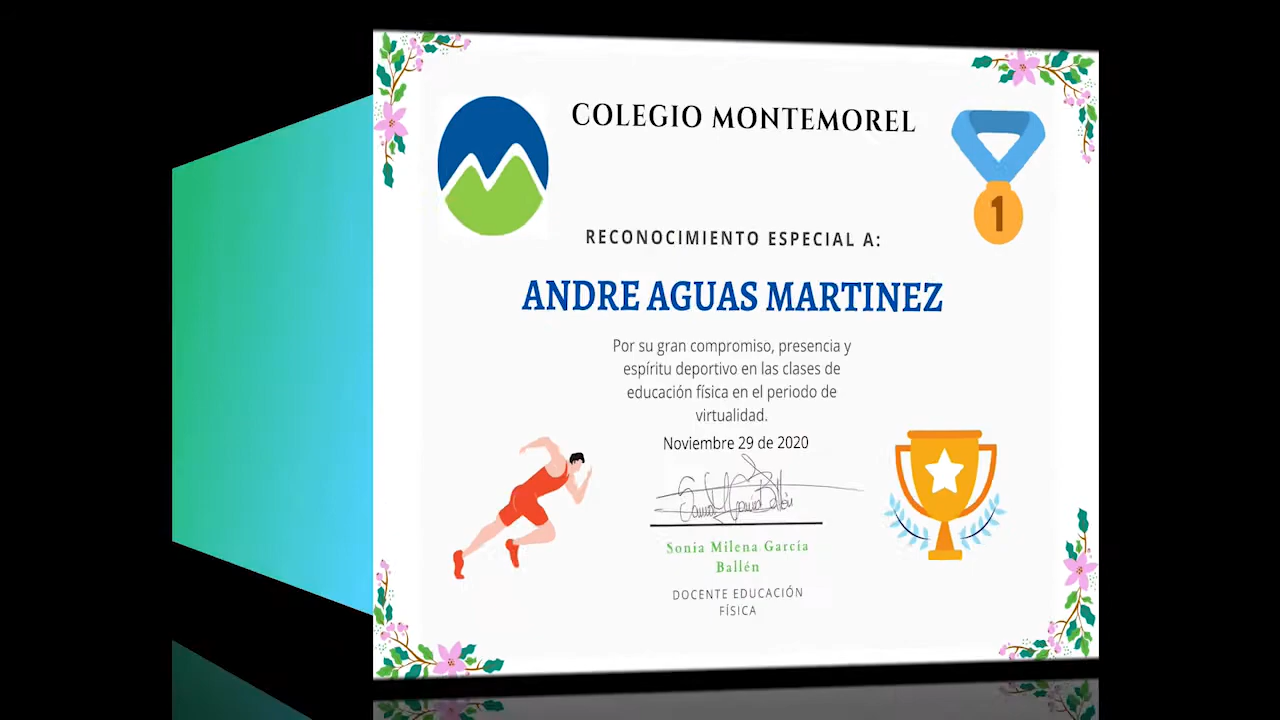 COLEGIO MONTEMOREL
1
RECONOCIMIENTO ESPECIAL A:
ANDRE AGUAS MARTINEZ
Por su gran compromiso, presencia y
espíritu deportivo en las clases de
educación física en el periodo de
virtualidad.
Noviembre 29 de 2020
Sonia Milena García
Ballén
DOCENTE EDUCACIÓN
FÍSICA